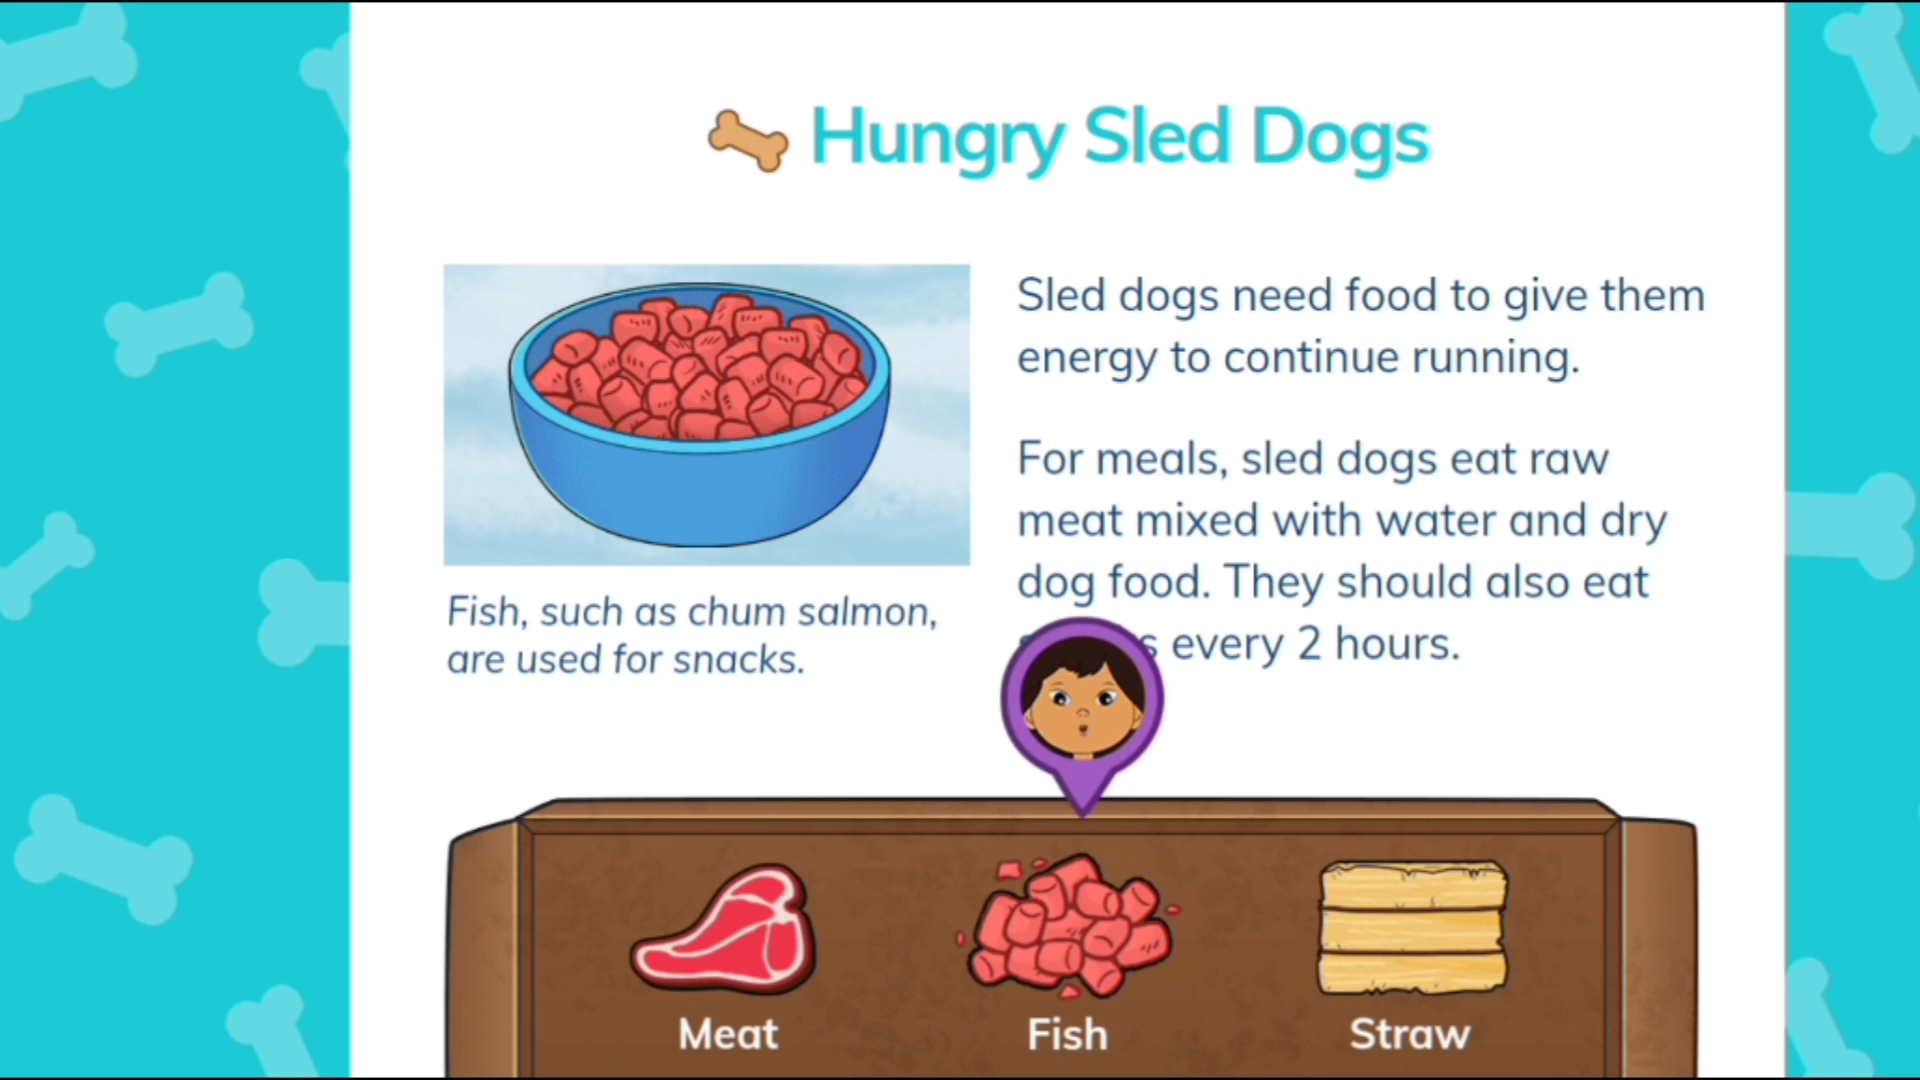 Hungry Sled Dogs
Sled dogs need food to give them
energy to continue running.
For meals, sled dogs eat raw
meat mixed with water and dry
dog food. They should also eat
every 2 hours.
Fish, such as chum salmon,
are used for snacks.
Meat
Fish
Straw